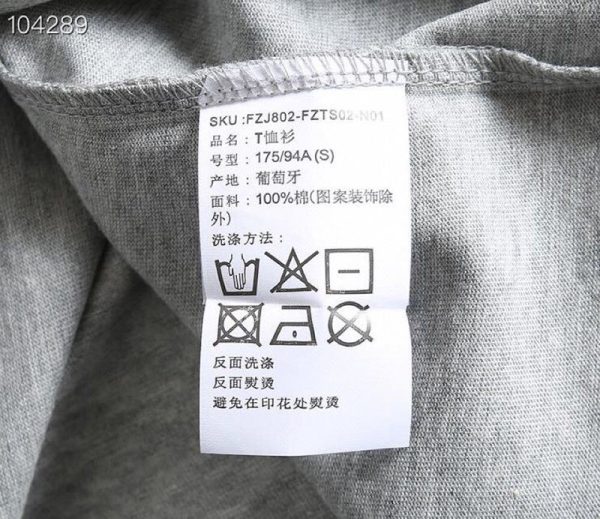 104289
SKU :FZJ802-FZTS02-N01
品名：T恤衫
号型：175/94A (S)
产地：葡萄牙
面料：100%棉(图案装饰除
外)
洗涤方法：
反面洗涤
反面熨烫
避免在印花处熨烫